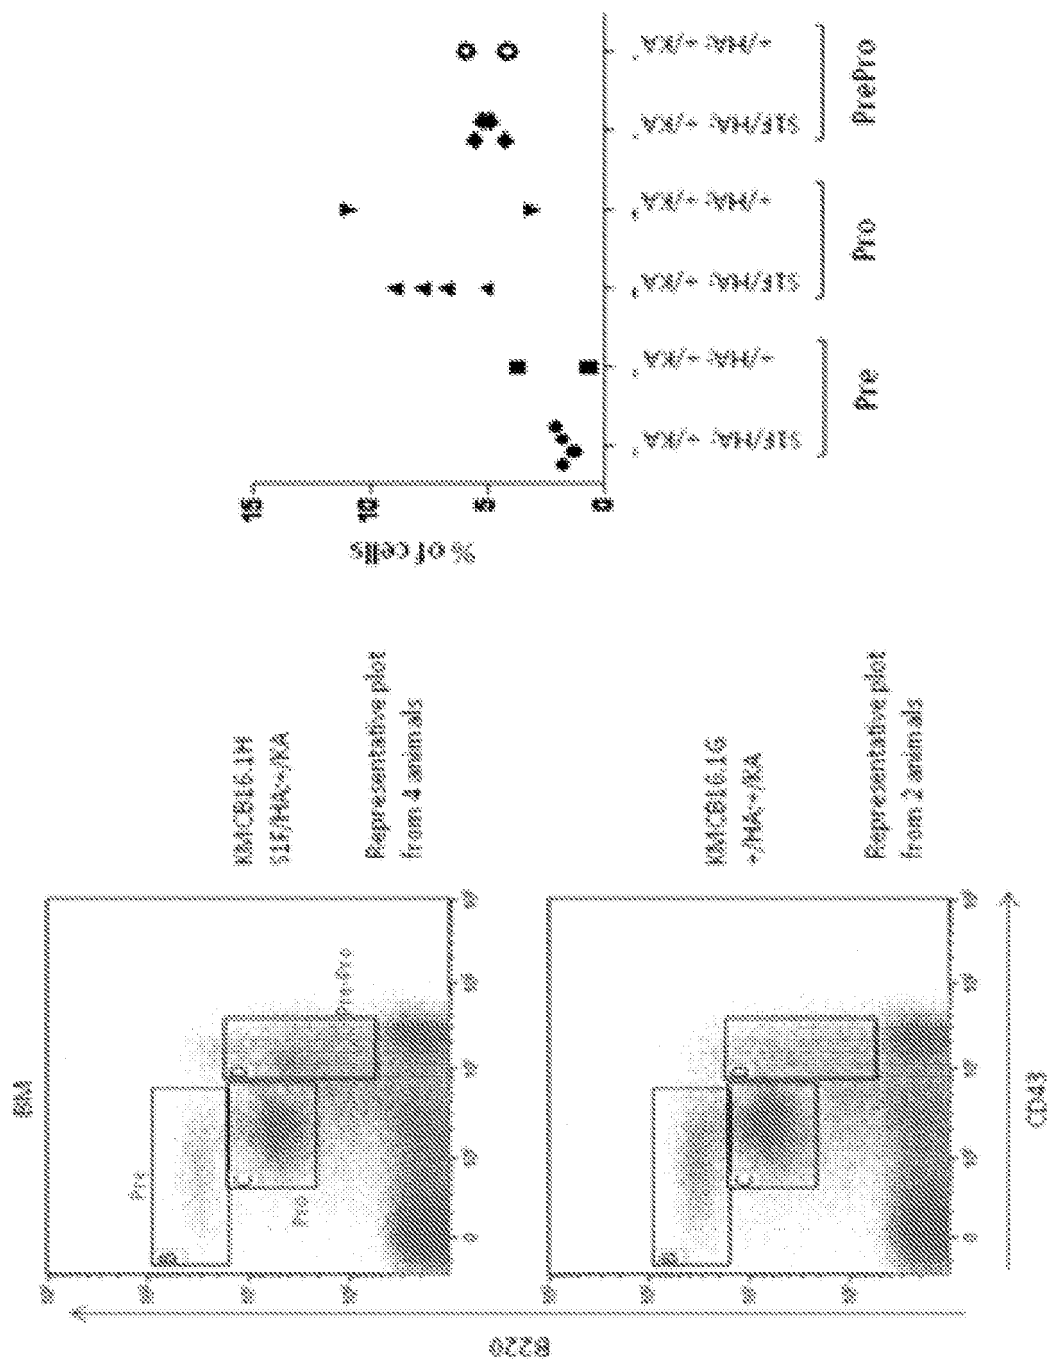 BM
B220
CD43
Pre
Pro
Pre-Pro
B
C
D
0
KMCB16.1H
S1F/HA;+/KA
Representative plot
from 4 animals
B
C
D
0
KMCB16.1G
+/HA;+/KA
Representative plot
from 2 animals
% of cells
15
10
5
0
S1F/HA; +/KA
+/HA; +/KA
S1F/HA; +/KA
+/HA; +/KA
S1F/HA; +/KA
+/HA; +/KA
Pre
Pro
PrePro